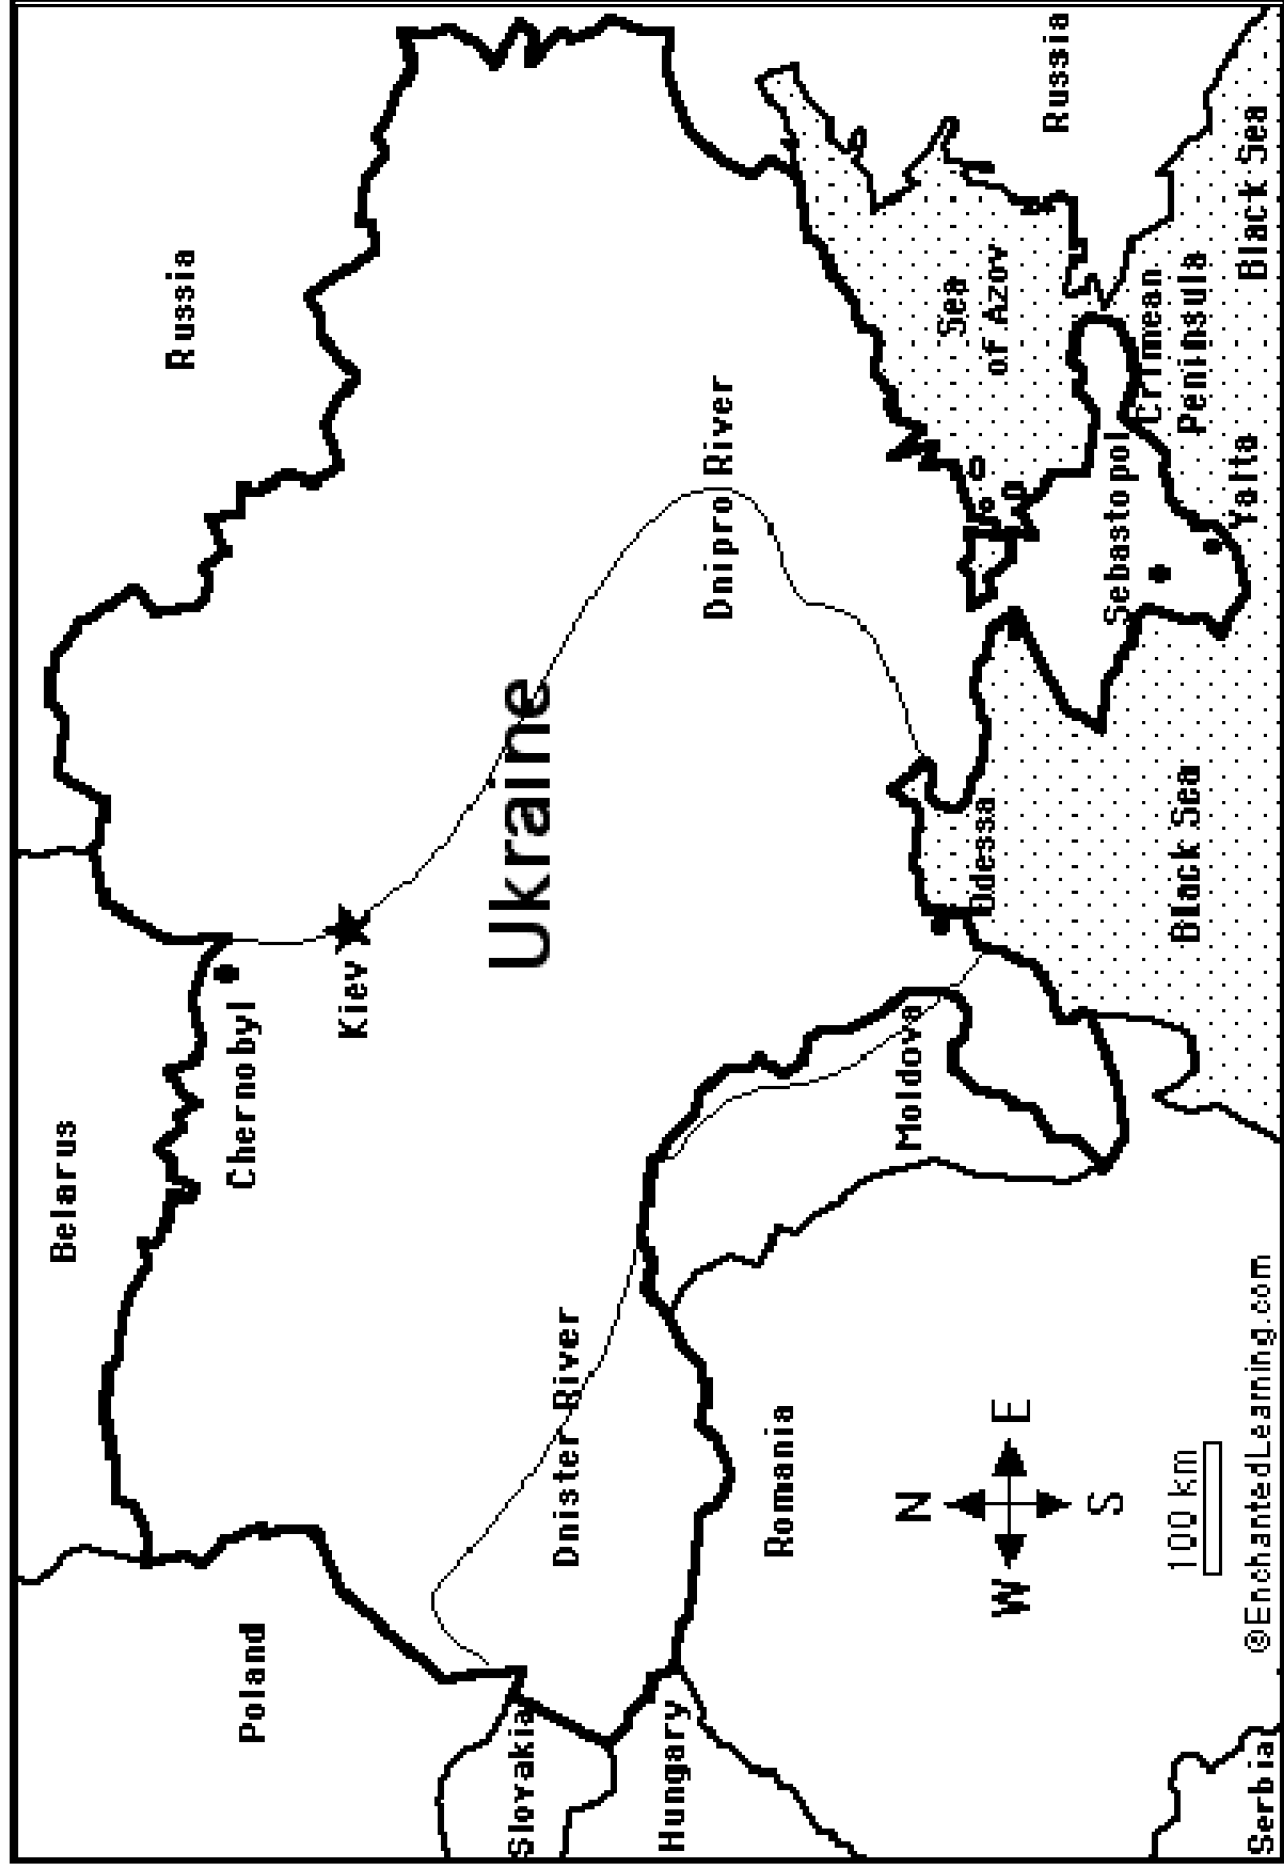 Belarus
Russia
Poland
Chernobyl
Kiev
Ukraine
Slovakia
Dnister River
Dnipro River
Hungary
Romania
Moldova
Odessa
Sea
of Azov
Russia
N
W
E
S
Sebastopol
Crimean
Peninsula
Black Sea
Yalta
Black Sea
100 km
Serbia
©EnchantedLearning.com